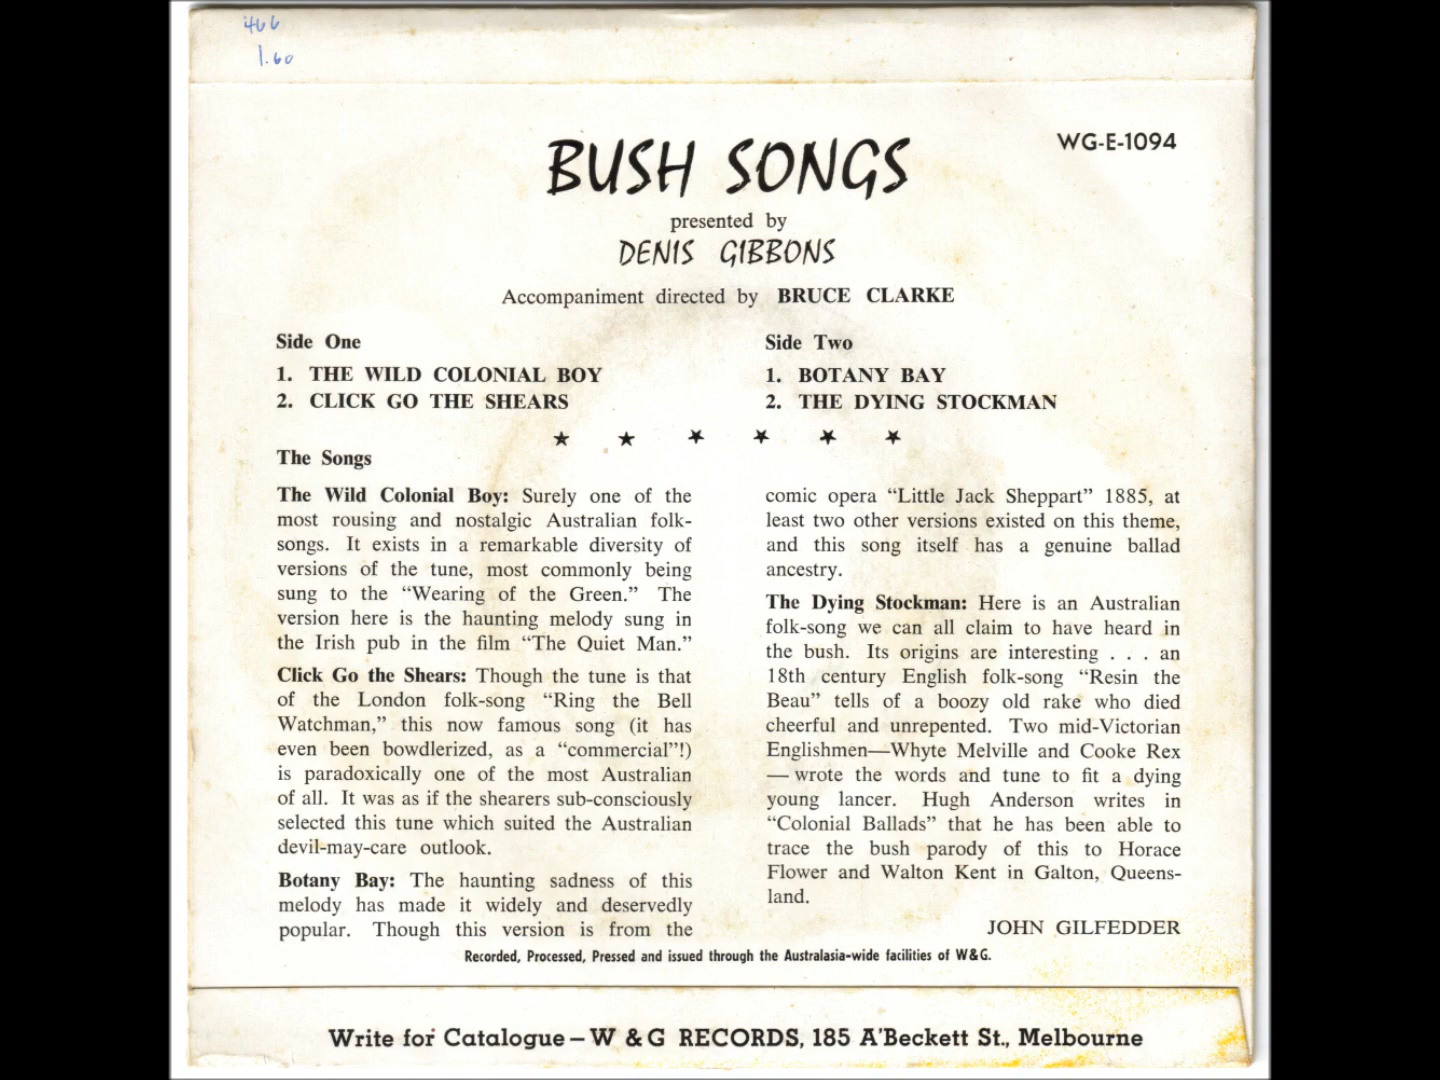 466
1.60
WG-E-1094
BUSH SONGS
presented by
DENIS GIBBONS
Accompaniment directed by BRUCE CLARKE
Side One
1. THE WILD COLONIAL BOY
2. CLICK GO THE SHEARS
Side Two
1. BOTANY BAY
2. THE DYING STOCKMAN
The Songs
The Wild Colonial Boy: Surely one of the
most rousing and nostalgic Australian folk-
songs. It exists in a remarkable diversity of
versions of the tune, most commonly being
sung to the “Wearing of the Green.” The
version here is the haunting melody sung in
the Irish pub in the film “The Quiet Man.”
Click Go the Shears: Though the tune is that
of the London folk-song “Ring the Bell
Watchman,” this now famous song (it has
even been bowdlerized, as a “commercial”!)
is paradoxically one of the most Australian
of all. It was as if the shearers sub-consciously
selected this tune which suited the Australian
devil-may-care outlook.
Botany Bay: The haunting sadness of this
melody has made it widely and deservedly
popular. Though this version is from the
comic opera “Little Jack Sheppart” 1885, at
least two other versions existed on this theme,
and this song itself has a genuine ballad
ancestry.
The Dying Stockman: Here is an Australian
folk-song we can all claim to have heard in
the bush. Its origins are interesting . . . an
18th century English folk-song “Resin the
Beau” tells of a boozy old rake who died
cheerful and unrepented. Two mid-Victorian
Englishmen—Whyte Melville and Cooke Rex
— wrote the words and tune to fit a dying
young lancer. Hugh Anderson writes in
“Colonial Ballads” that he has been able to
trace the bush parody of this to Horace
Flower and Walton Kent in Galton, Queens-
land.
JOHN GILFEDDER
Recorded, Processed, Pressed and issued through the Australasia-wide facilities of W&G.
Write for Catalogue – W & G RECORDS, 185 A'Beckett St., Melbourne